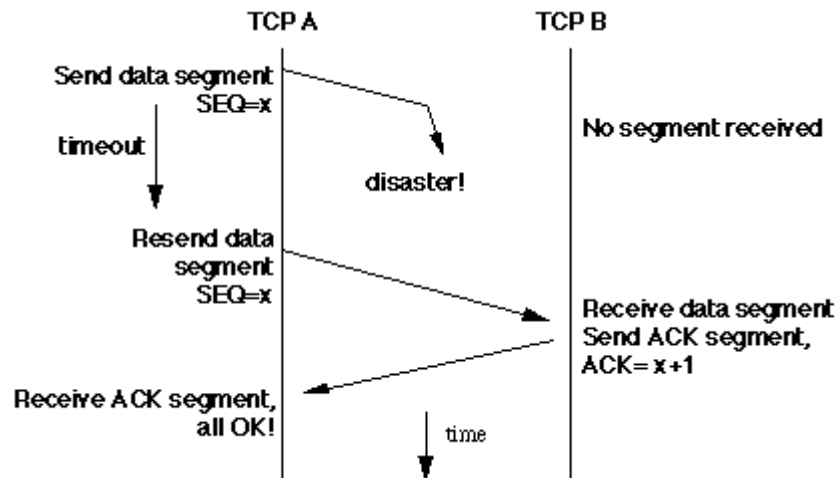 TCP A
TCP B
Send data segment
SEQ=x
No segment received
timeout
disaster!
Resend data
segment
SEQ=x
Receive data segment
Send ACK segment,
ACK= x+1
Receive ACK segment,
all OK!
time